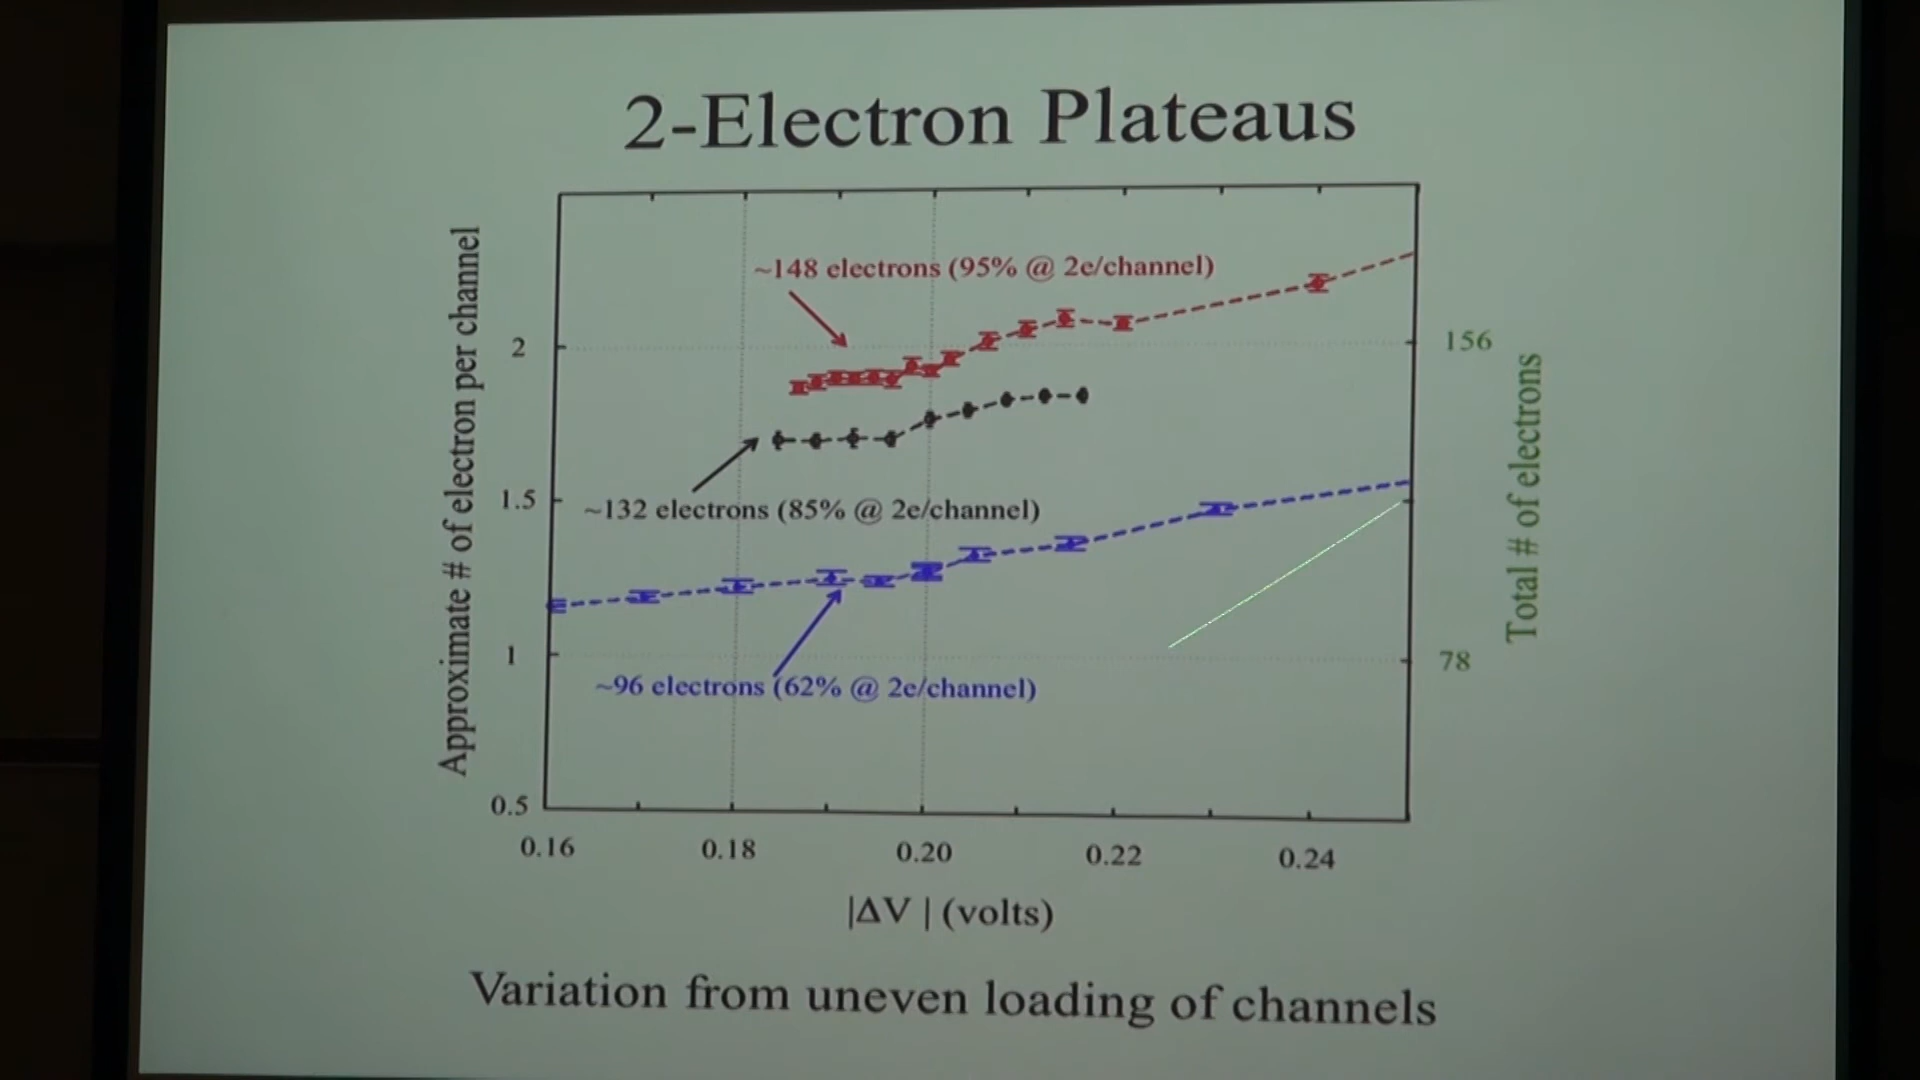 2-Electron Plateaus
Approximate # of electron per channel
~148 electrons (95% @ 2e/channel)
2
156
1.5
~132 electrons (85% @ 2e/channel)
Total # of electrons
1
78
~96 electrons (62% @ 2e/channel)
0.5
0.16 0.18 0.20 0.22 0.24
|ΔV| (volts)
Variation from uneven loading of channels